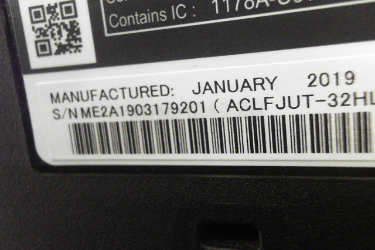 Contains IC : 1178A-
MANUFACTURED: JANUARY 2019
S/N ME2A1903179201 ( ACLFJUT-32HL